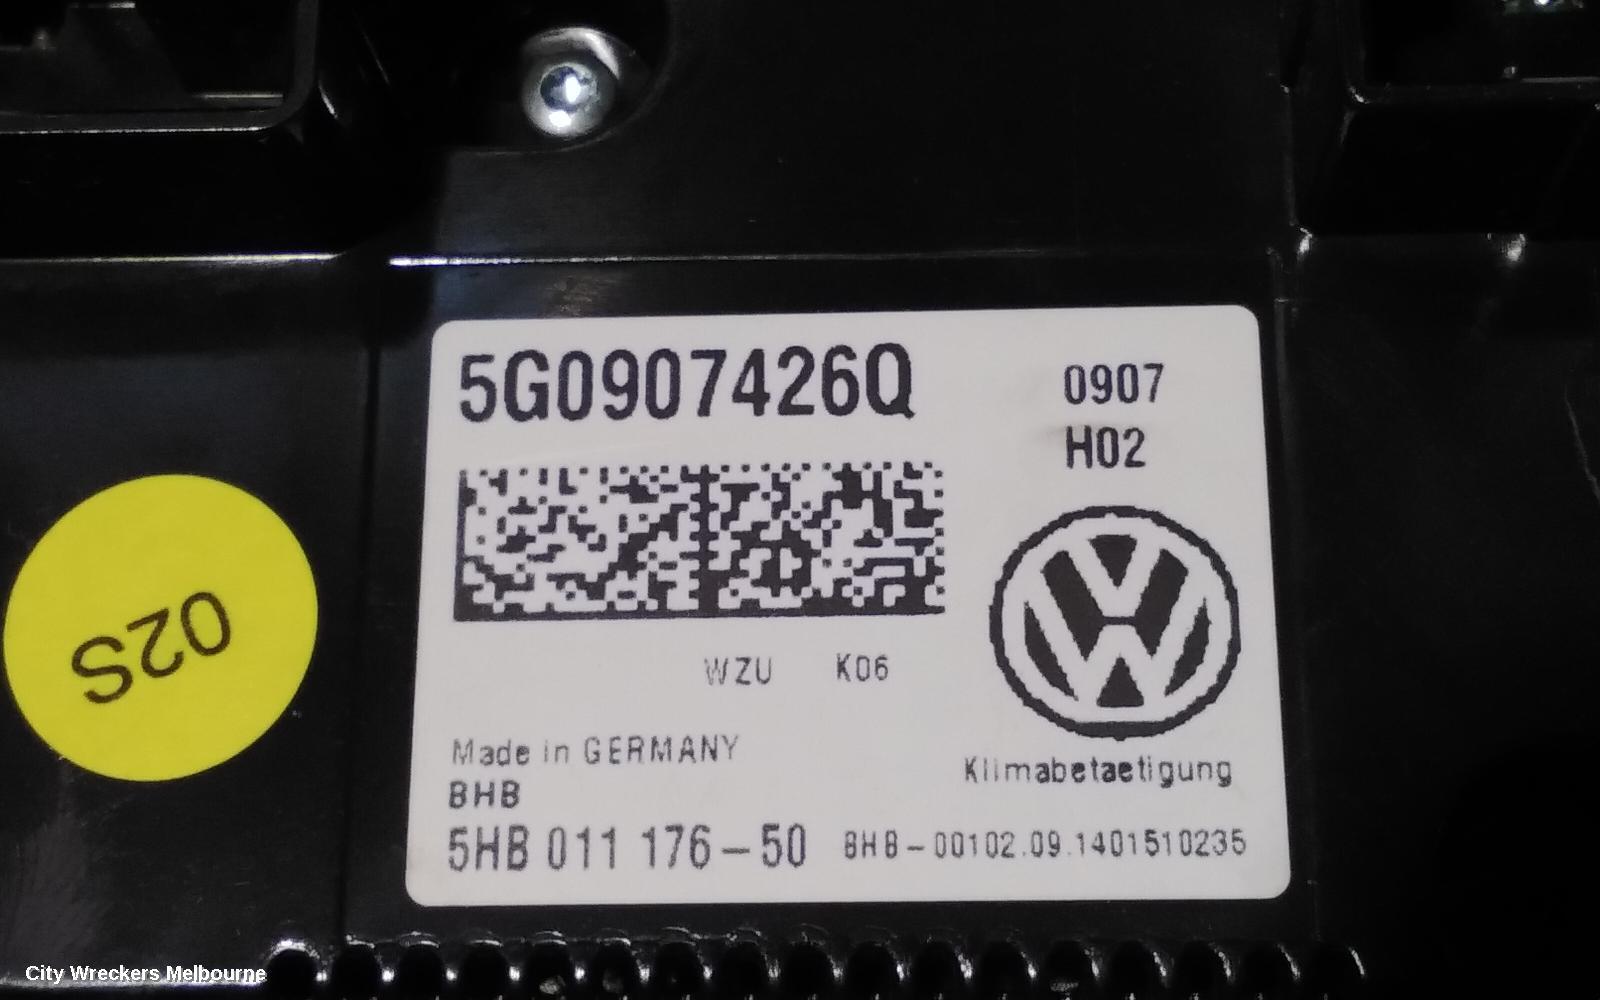 5G0907426Q
0907
H02
WZU K06
Made in GERMANY
BHB
Klimabetaetigung
5HB 011 176-50 BHB-00102.09.1401510235
02S
City Wreckers Melbourne